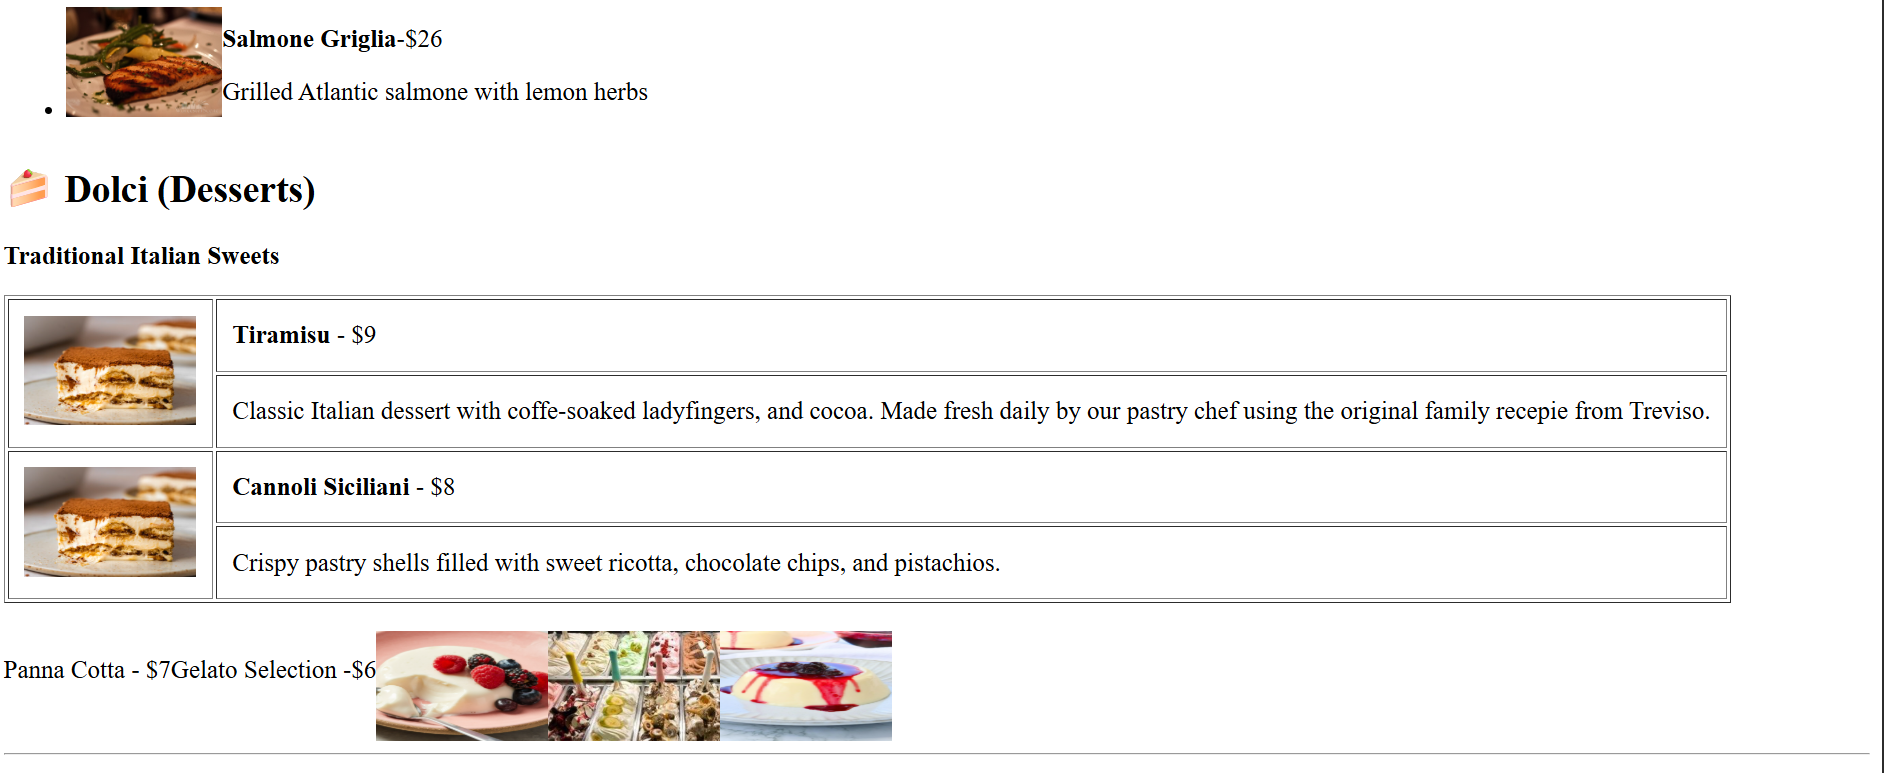 Salmone Griglia-$26
Grilled Atlantic salmone with lemon herbs
Dolci (Desserts)
Traditional Italian Sweets
Tiramisu - $9
Classic Italian dessert with coffe-soaked ladyfingers, and cocoa. Made fresh daily by our pastry chef using the original family recepie from Treviso.
Cannoli Siciliani - $8
Crispy pastry shells filled with sweet ricotta, chocolate chips, and pistachios.
Panna Cotta - $7Gelato Selection -$6